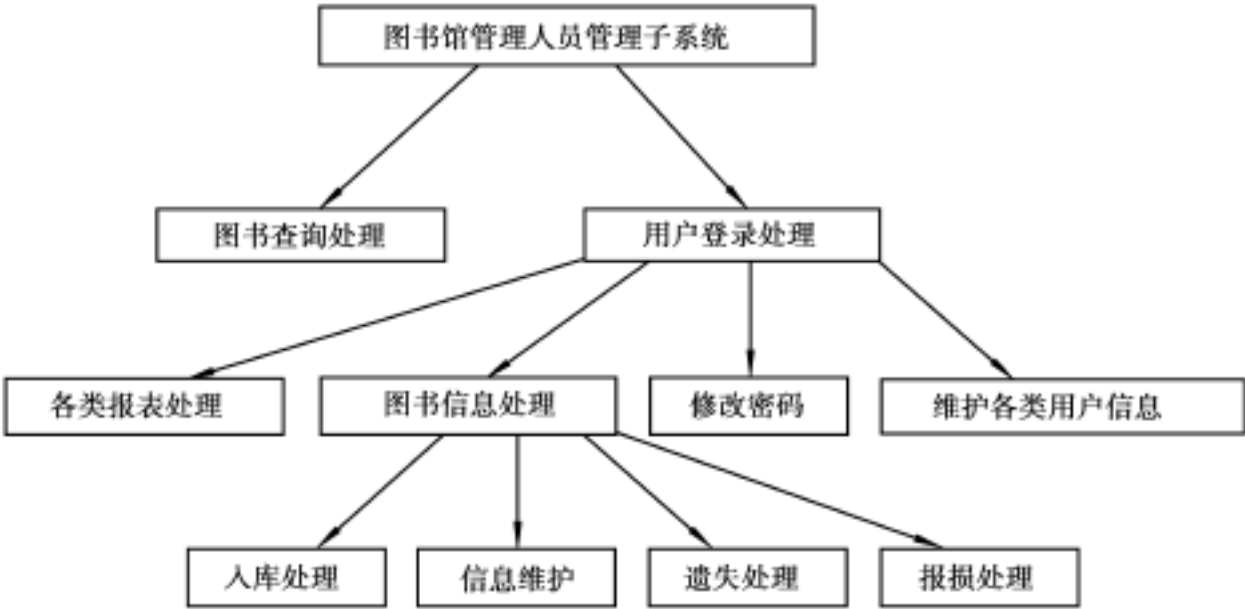 图书馆管理人员管理子系统
图书查询处理
用户登录处理
各类报表处理
图书信息处理
修改密码
维护各类用户信息
入库处理
信息维护
遗失处理
报损处理